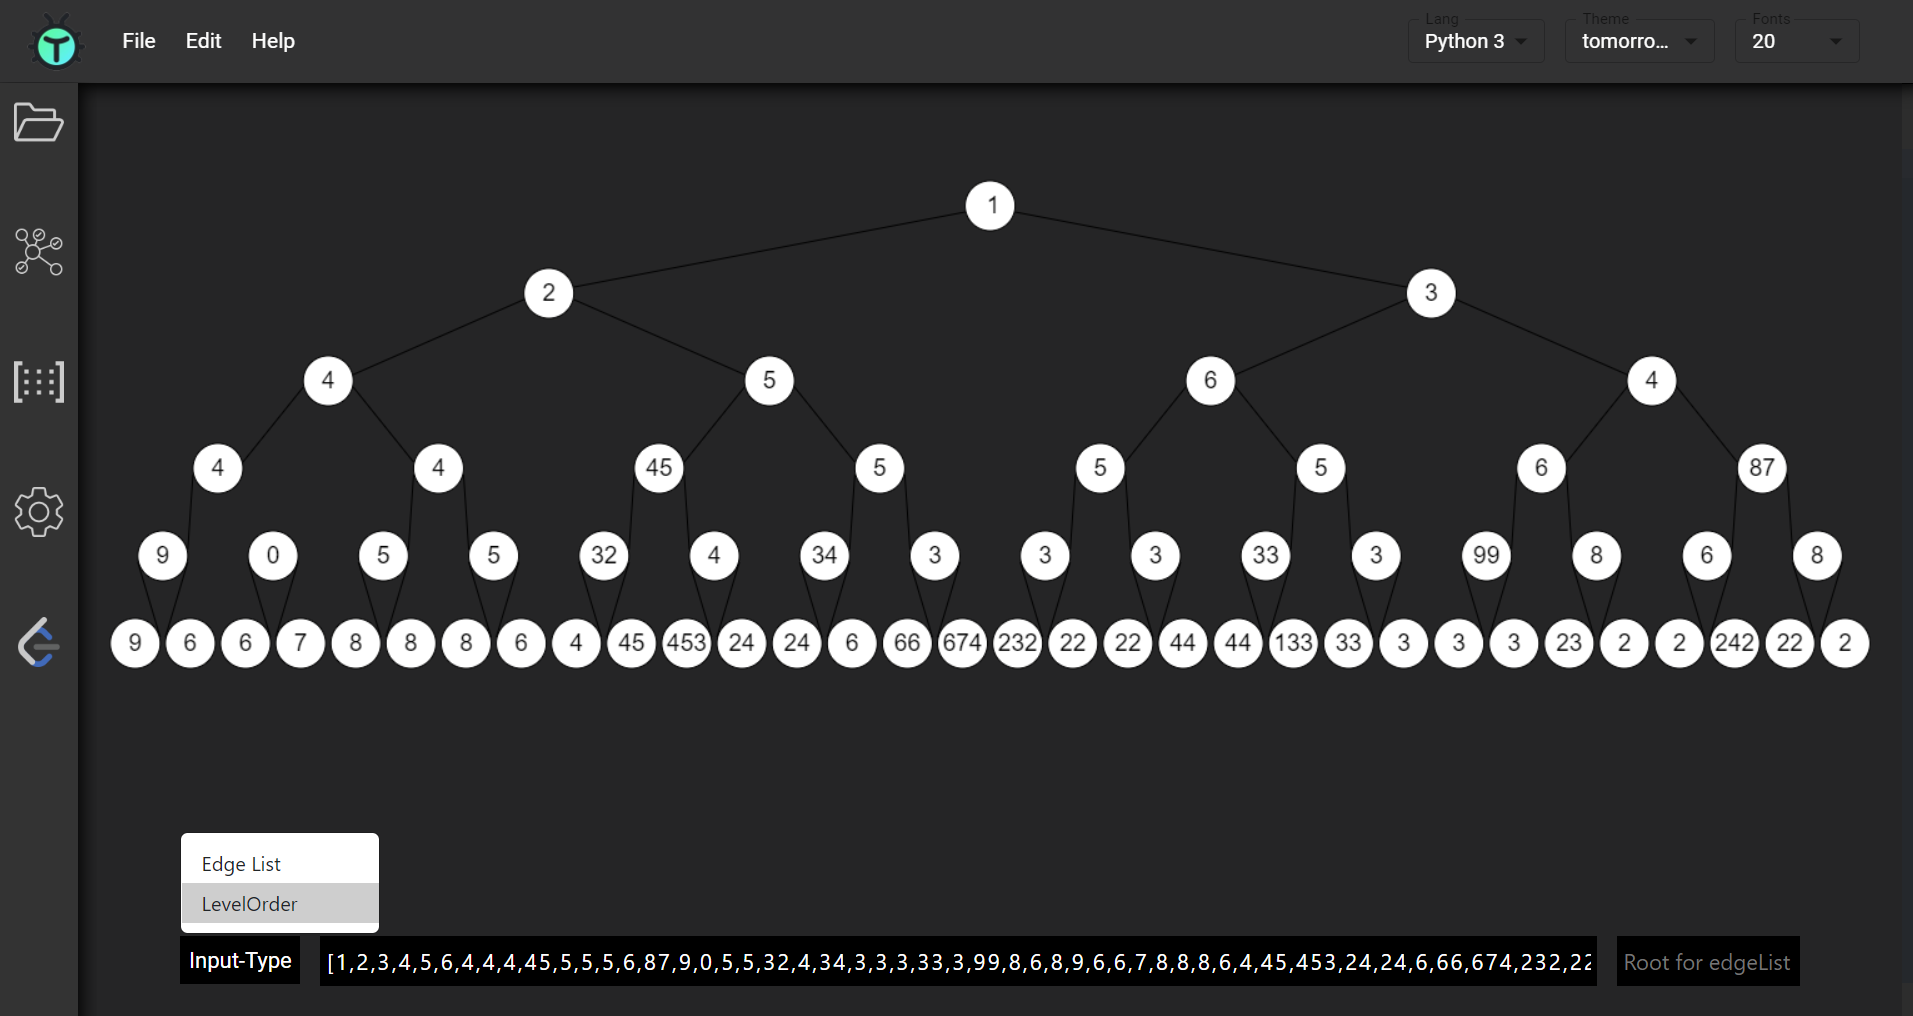 File Edit Help
Lang Theme Fonts
Python 3 tomorro... 20
1
2 3
4 5 6 4
4 4 45 5 5 5 6 87
9 0 5 5 32 4 34 3 3 3 33 3 99 8 6 8
9 6 6 7 8 8 8 6 4 45 453 24 24 6 66 674 232 22 22 44 44 133 33 3 3 3 23 2 2 242 22 2
Edge List
LevelOrder
Input-Type [1,2,3,4,5,6,4,4,4,45,5,5,5,6,87,9,0,5,5,32,4,34,3,3,3,33,3,99,8,6,8,9,6,6,7,8,8,8,6,4,45,453,24,24,6,66,674,232,22 Root for edgeList